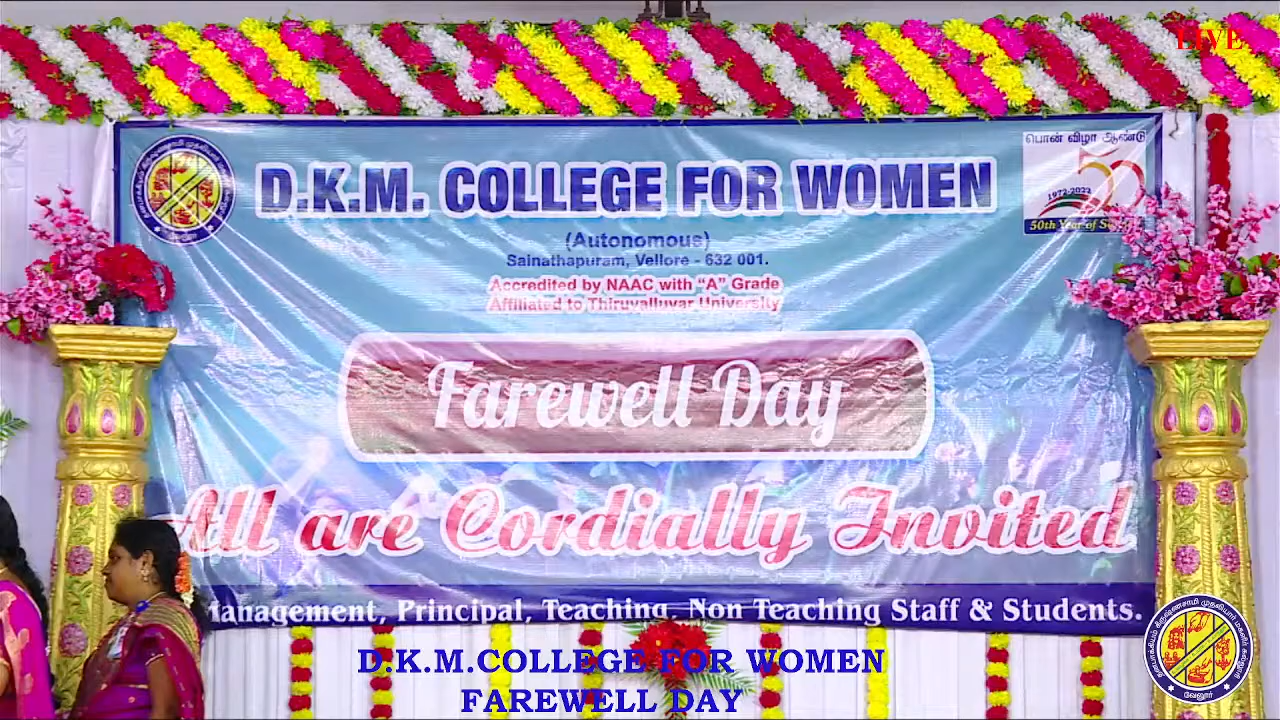 LIVE
பொன் விழா ஆண்டு
D.K.M. COLLEGE FOR WOMEN
1972-2022
50th Year of
(Autonomous)
Sainathapuram, Vellore - 632 001.
Accredited by NAAC with "A" Grade
Affiliated to Thiruvalluvar University
Farewell Day
All are Cordially Invited
Management, Principal, Teaching Non Teaching Staff & Students.
D.K.M.COLLEGE FOR WOMEN
FAREWELL DAY
வேலூர்